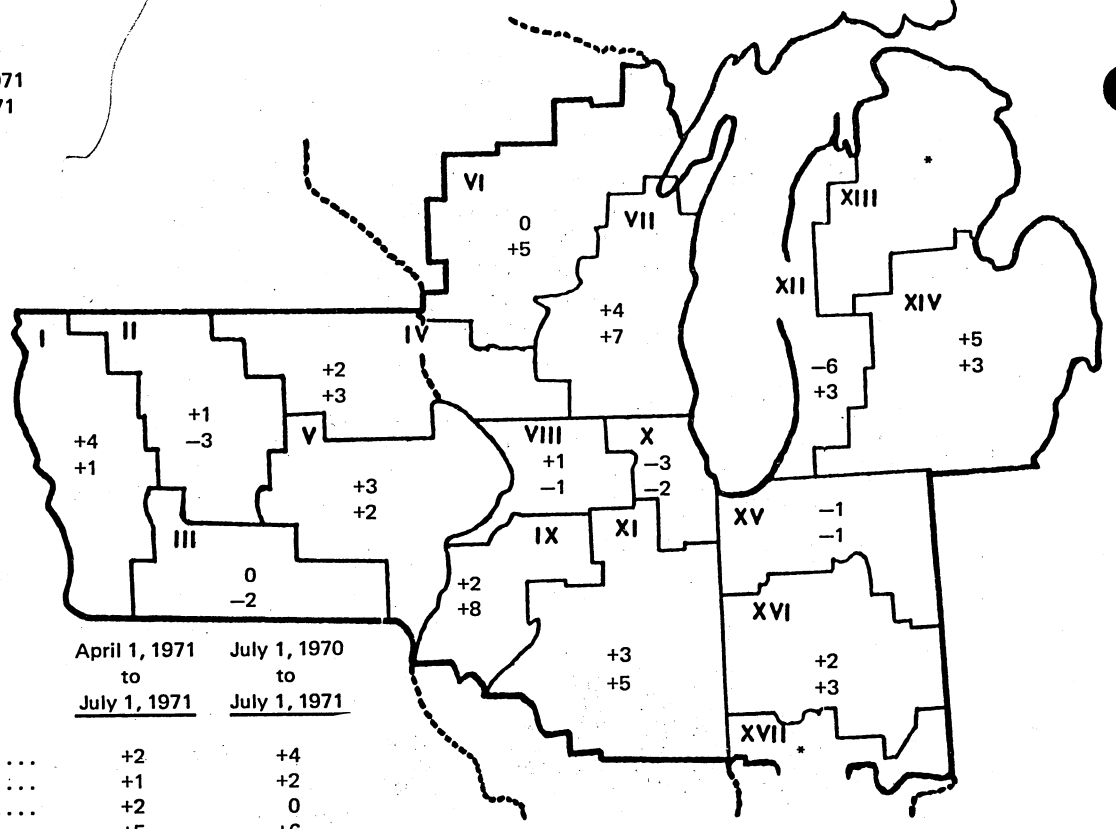 VI
0
+5
VII
+4
+7
XIII
*
XII
XIV
+5
+3
−6
+3
I
II
IV
+2
+3
+1
−3
V
+4
+1
+3
+2
III
0
−2
VIII
+1
−1
X
−3
−2
IX
XI
+2
+8
+3
+5
XV
−1
−1
XVI
+2
+3
XVII
*
April 1, 1971 July 1, 1970
to to
July 1, 1971 July 1, 1971
... +2 +4
... +1 +2
.... +2 0